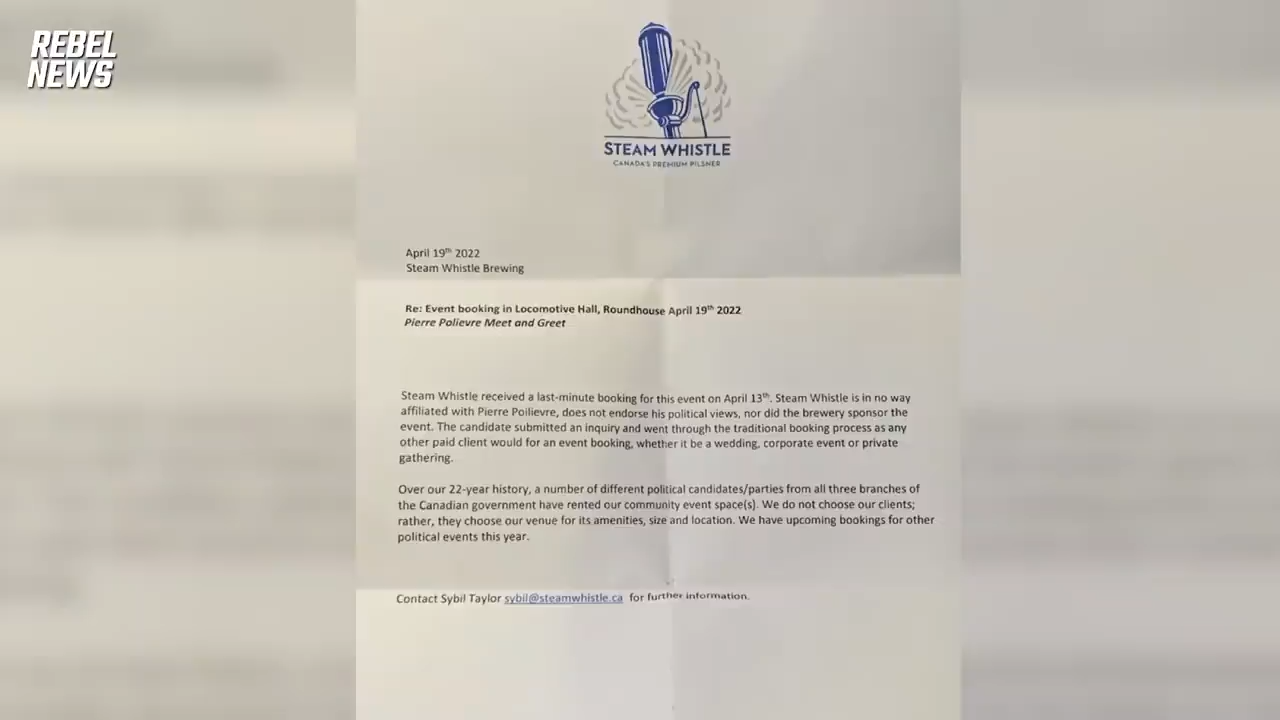 REBEL
NEWS
STEAM WHISTLE
CANADA'S PREMIUM PILSNER
April 19th 2022
Steam Whistle Brewing
Re: Event booking in Locomotive Hall, Roundhouse April 19th 2022
Pierre Polievre Meet and Greet
Steam Whistle received a last-minute booking for this event on April 13th. Steam Whistle is in no way
affiliated with Pierre Poilievre, does not endorse his political views, nor did the brewery sponsor the
event. The candidate submitted an inquiry and went through the traditional booking process as any
other paid client would for an event booking, whether it be a wedding, corporate event or private
gathering.
Over our 22-year history, a number of different political candidates/parties from all three branches of
the Canadian government have rented our community event space(s). We do not choose our clients;
rather, they choose our venue for its amenities, size and location. We have upcoming bookings for other
political events this year.
Contact Sybil Taylor sybil@steamwhistle.ca for further information.